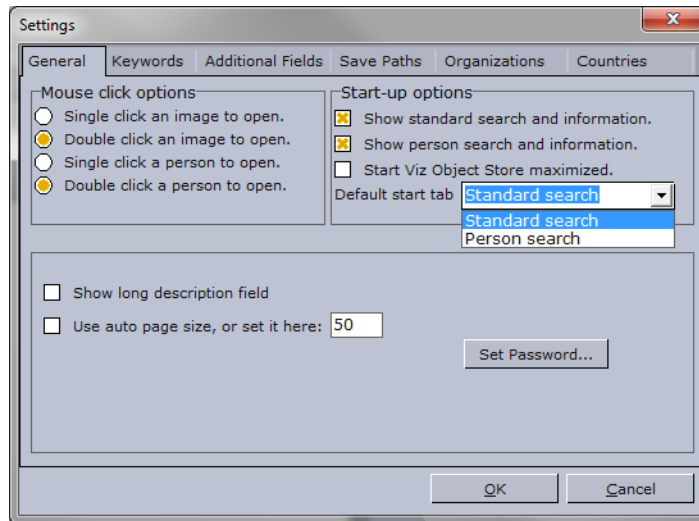 Settings
General Keywords Additional Fields Save Paths Organizations Countries
Mouse click options
Single click an image to open.
Double click an image to open.
Single click a person to open.
Double click a person to open.
Start-up options
Show standard search and information.
Show person search and information.
Start Viz Object Store maximized.
Default start tab Standard search
Standard search
Person search
Show long description field
Use auto page size, or set it here: 50
Set Password...
OK Cancel